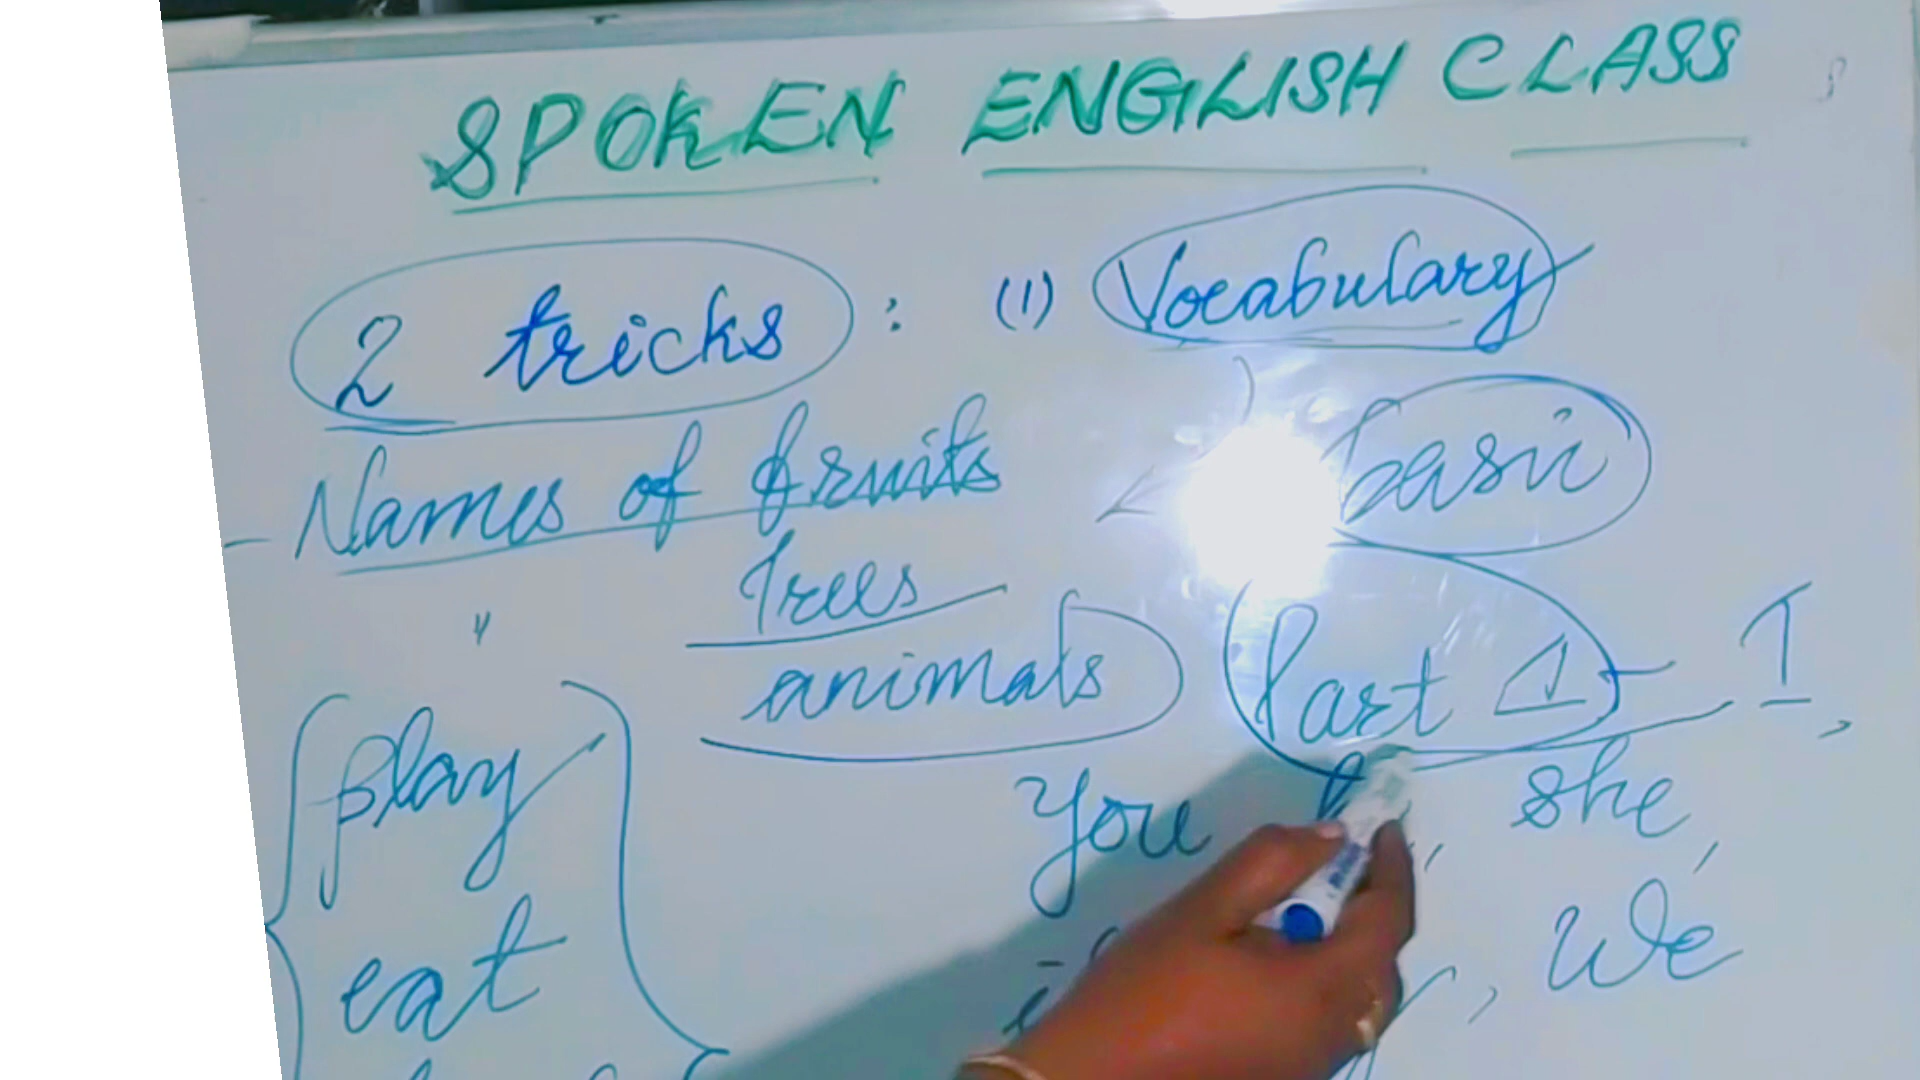 SPOKEN ENGLISH CLASS
2 tricks : (1) Vocabulary
- Names of fruits
basic
" Trees
animals
Part 1 - I,
play
you
she,
eat
, We